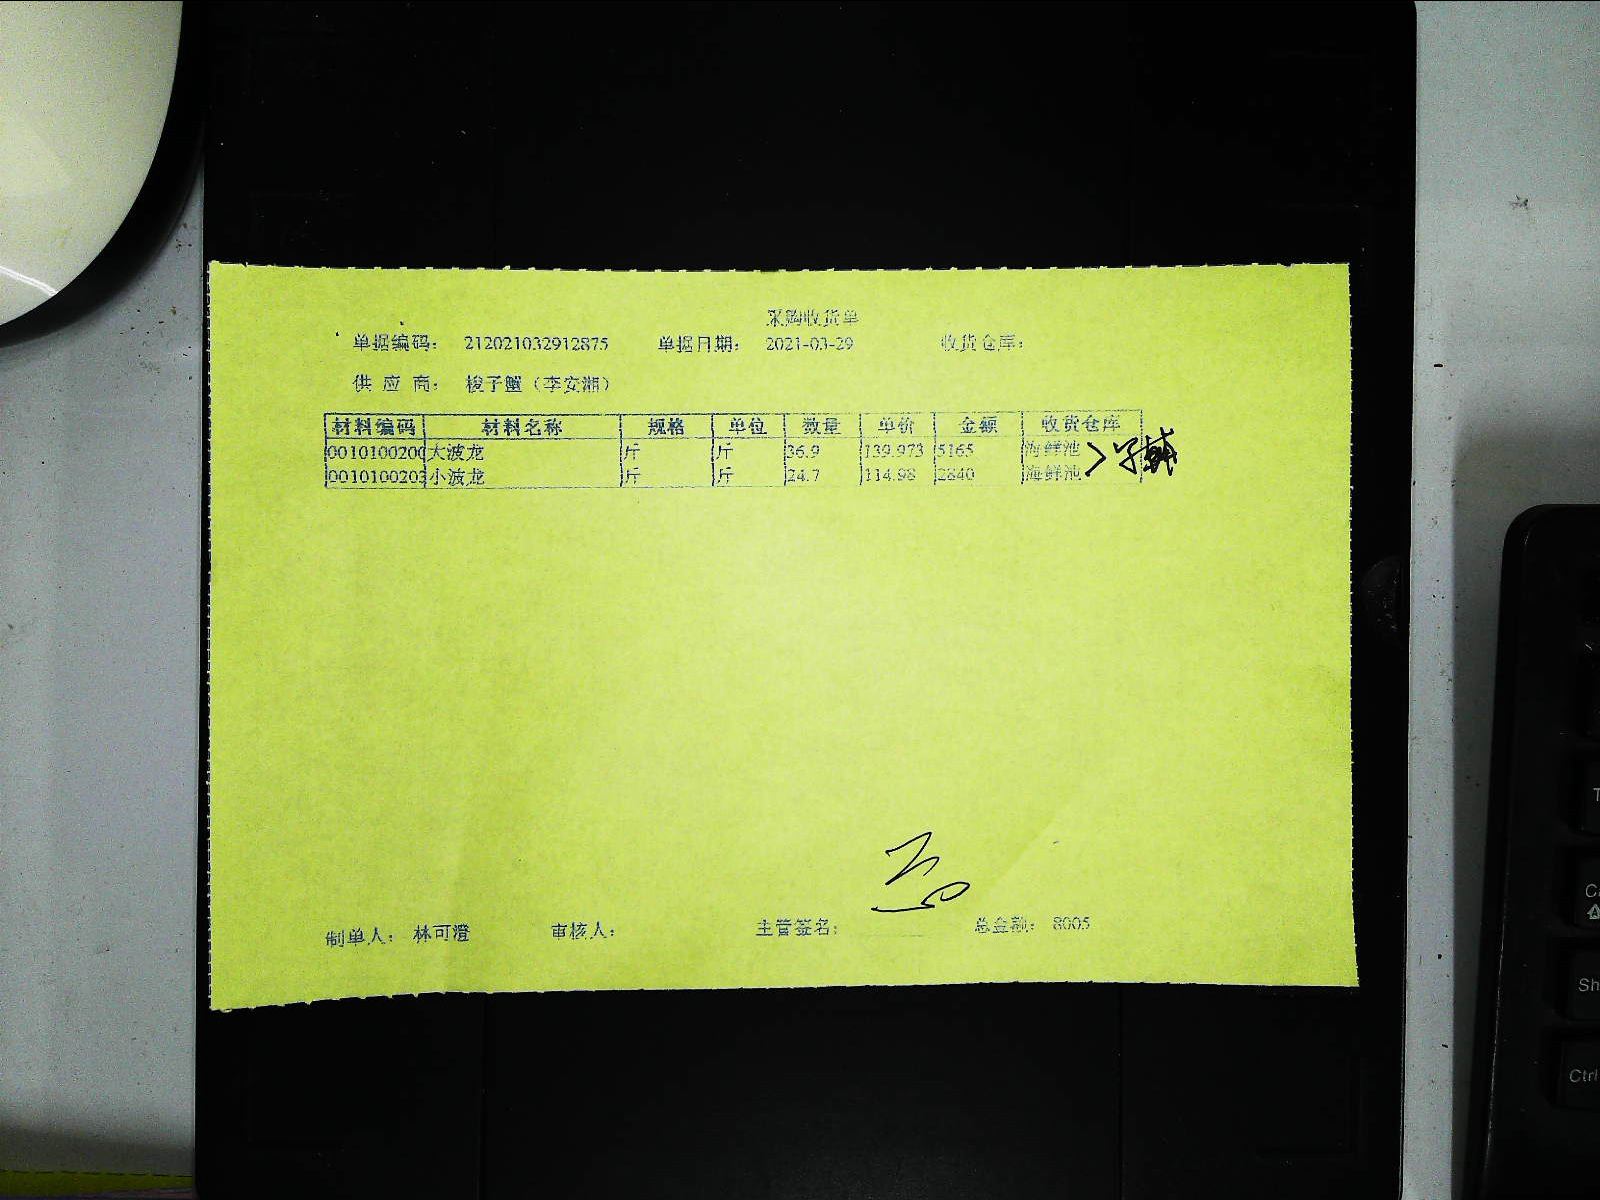 采购收货单
单据编码： 212021032912875 单据日期： 2021-03-29 收货仓库：
供 应 商： 梭子蟹（李安湘）
材料编码 材料名称 规格 单位 数量 单价 金额 收货仓库
0010100200 大波龙 斤 斤 36.9 139.973 5165 海鲜池
0010100203 小波龙 斤 斤 24.7 114.98 2840 海鲜池
制单人： 林可澄 审核人： 主管签名： 总金额： 8005
Ctrl